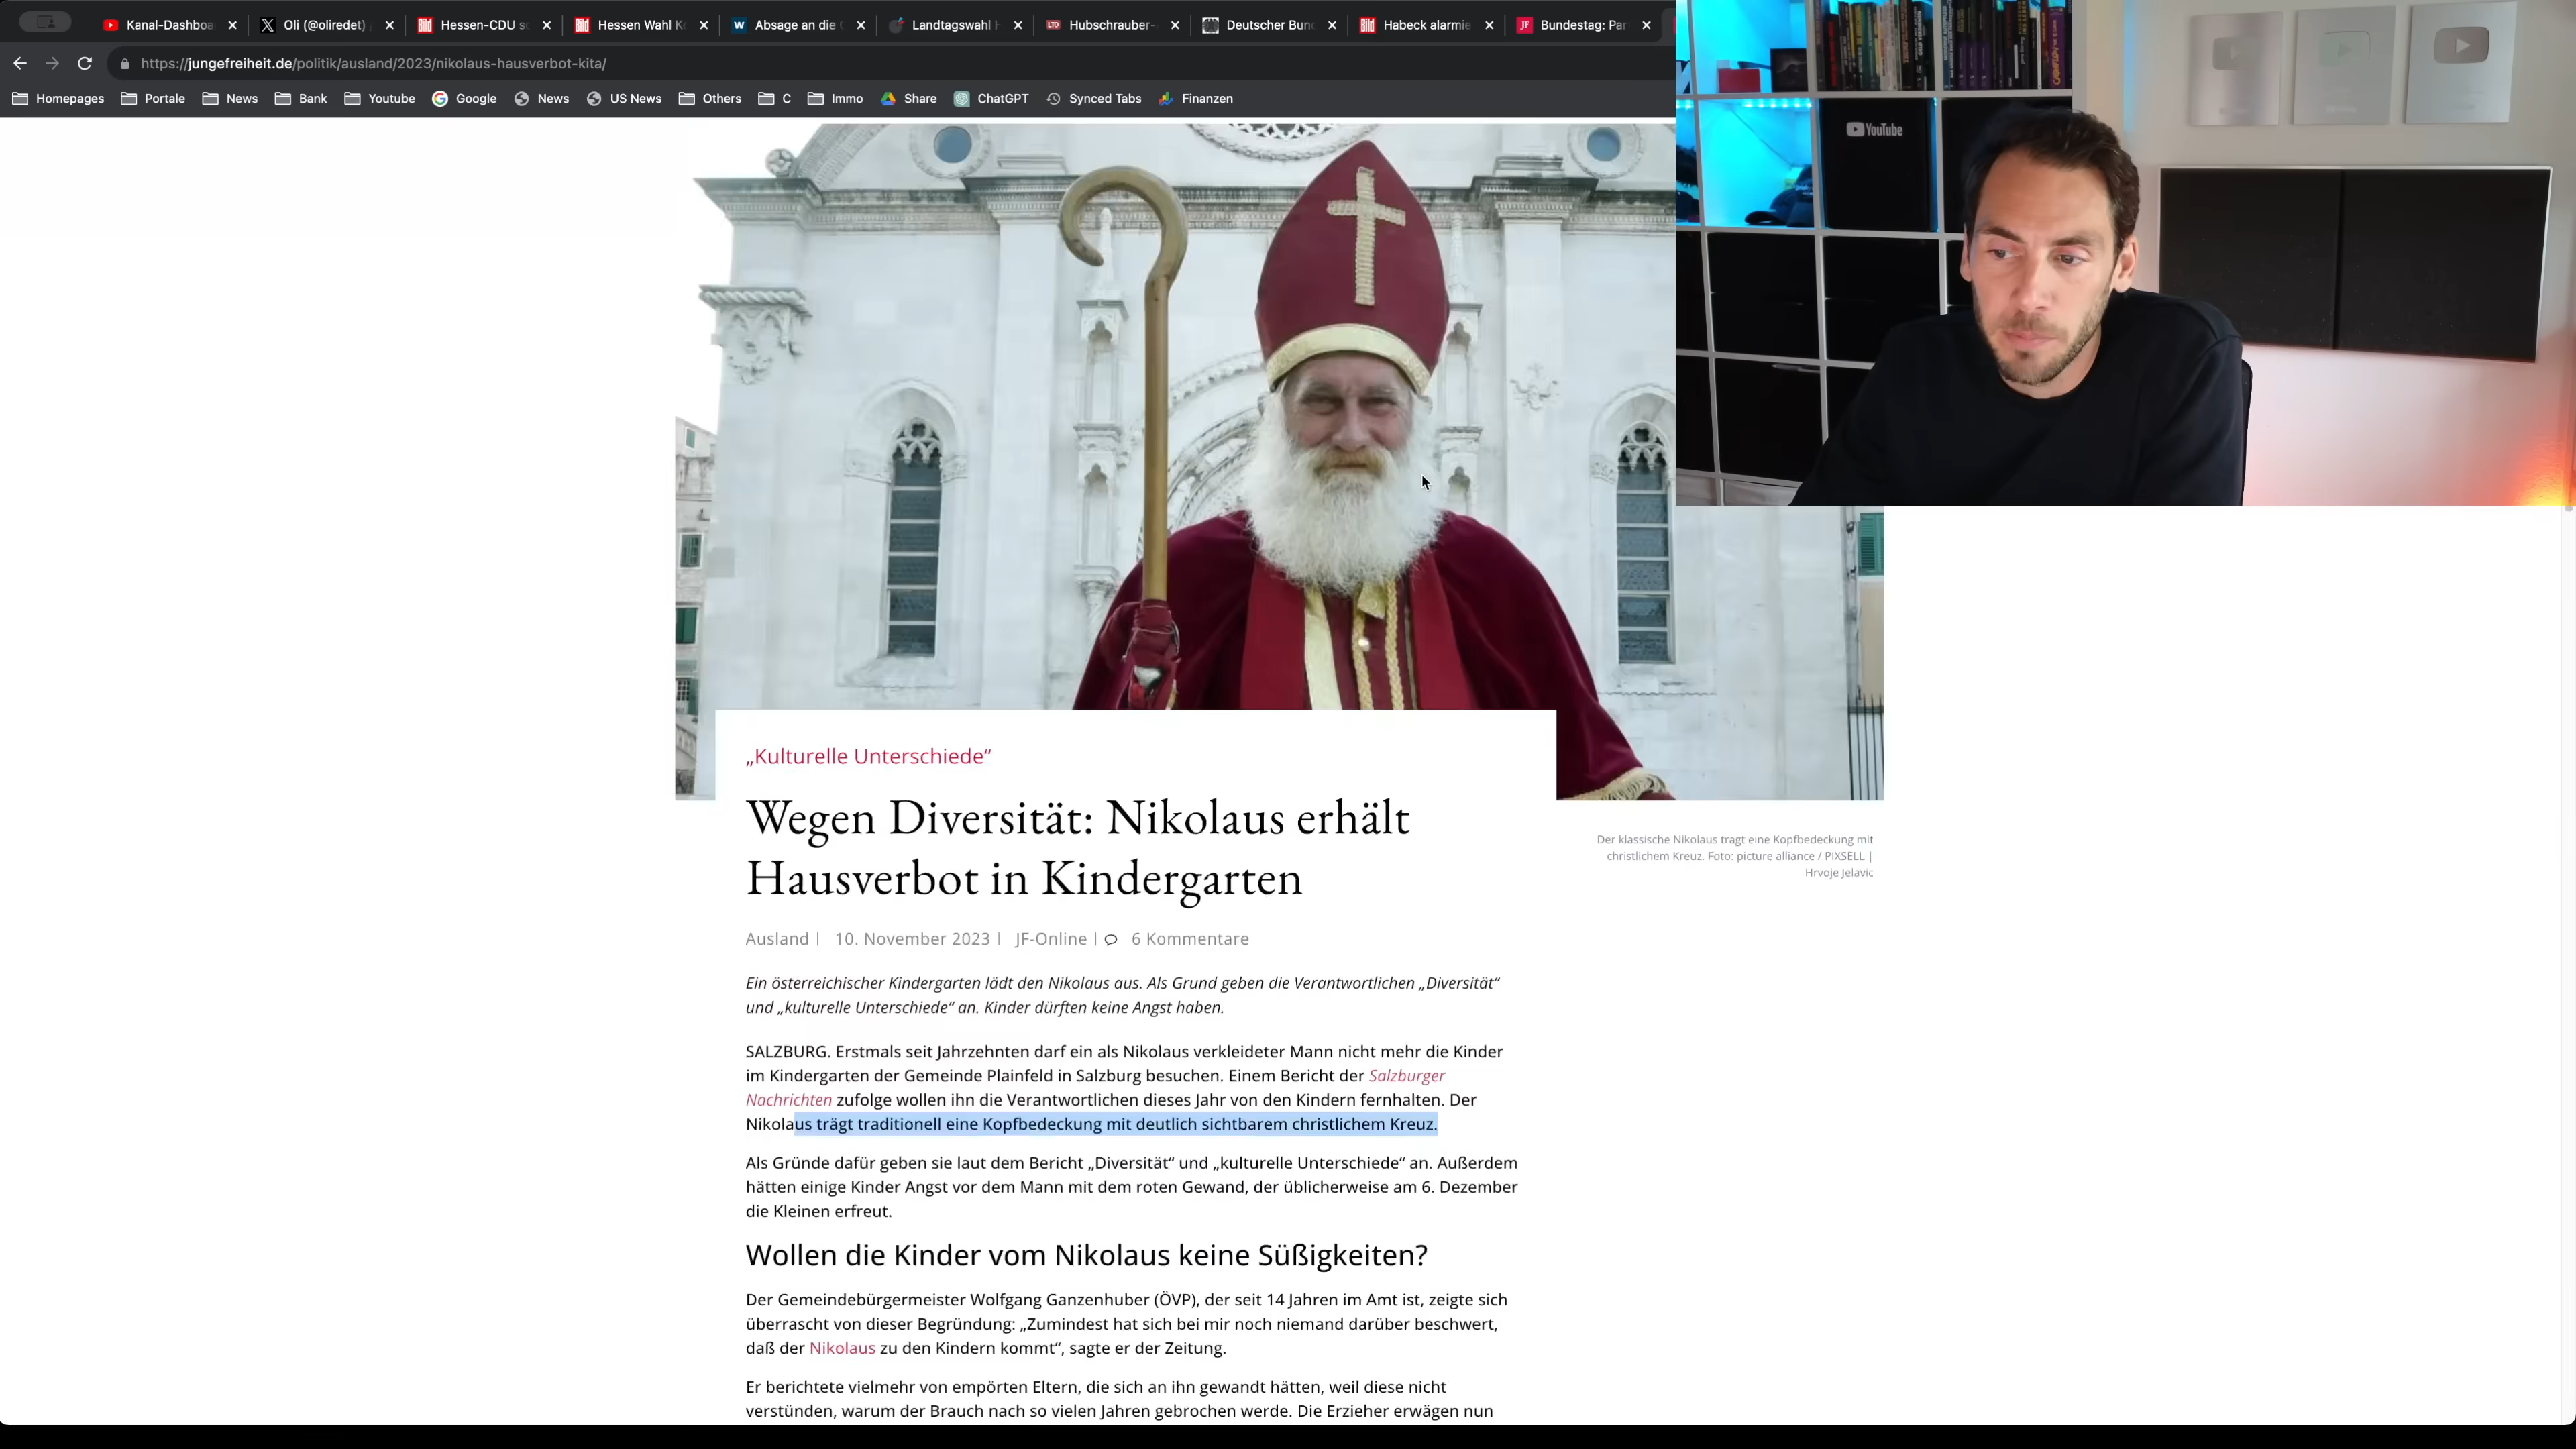 Kanal-Dashboa
Oli (@oliredet)
Hessen-CDU s
Hessen Wahl K
Absage an die
Landtagswahl
LTO
Hubschrauber-
Deutscher Bun
Habeck alarmie
JF
Bundestag: Par
https://jungefreiheit.de/politik/ausland/2023/nikolaus-hausverbot-kita/
Homepages
Portale
News
Bank
Youtube
Google
News
US News
Others
C
Immo
Share
ChatGPT
Synced Tabs
Finanzen
YouTube
„Kulturelle Unterschiede“
Wegen Diversität: Nikolaus erhält
Hausverbot in Kindergarten
Der klassische Nikolaus trägt eine Kopfbedeckung mit
christlichem Kreuz. Foto: picture alliance / PIXSELL |
Hrvoje Jelavic
Ausland | 10. November 2023 | JF-Online | 6 Kommentare
Ein österreichischer Kindergarten lädt den Nikolaus aus. Als Grund geben die Verantwortlichen „Diversität“
und „kulturelle Unterschiede“ an. Kinder dürften keine Angst haben.
SALZBURG. Erstmals seit Jahrzehnten darf ein als Nikolaus verkleideter Mann nicht mehr die Kinder
im Kindergarten der Gemeinde Plainfeld in Salzburg besuchen. Einem Bericht der Salzburger
Nachrichten zufolge wollen ihn die Verantwortlichen dieses Jahr von den Kindern fernhalten. Der
Nikolaus trägt traditionell eine Kopfbedeckung mit deutlich sichtbarem christlichem Kreuz.
Als Gründe dafür geben sie laut dem Bericht „Diversität“ und „kulturelle Unterschiede“ an. Außerdem
hätten einige Kinder Angst vor dem Mann mit dem roten Gewand, der üblicherweise am 6. Dezember
die Kleinen erfreut.
Wollen die Kinder vom Nikolaus keine Süßigkeiten?
Der Gemeindebürgermeister Wolfgang Ganzenhuber (ÖVP), der seit 14 Jahren im Amt ist, zeigte sich
überrascht von dieser Begründung: „Zumindest hat sich bei mir noch niemand darüber beschwert,
daß der Nikolaus zu den Kindern kommt“, sagte er der Zeitung.
Er berichtete vielmehr von empörten Eltern, die sich an ihn gewandt hätten, weil diese nicht
verstünden, warum der Brauch nach so vielen Jahren gebrochen werde. Die Erzieher erwägen nun